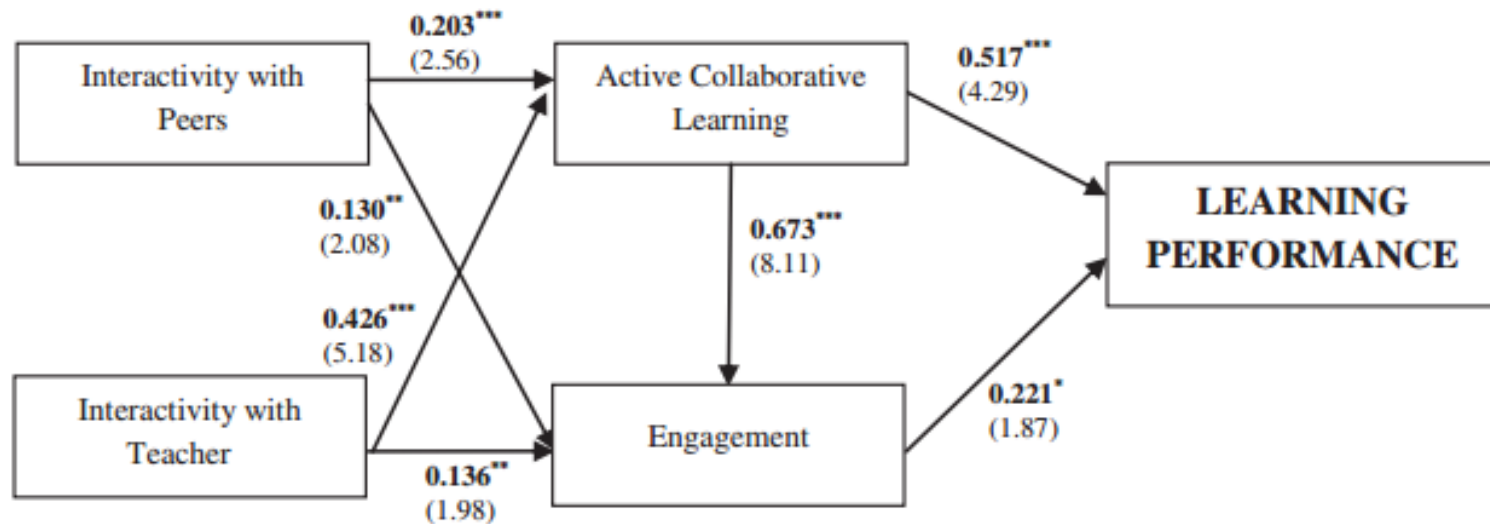 0.203***
(2.56)
Interactivity with
Peers
Active Collaborative
Learning
0.517***
(4.29)
0.130**
(2.08)
0.673***
(8.11)
LEARNING
PERFORMANCE
0.426***
(5.18)
Interactivity with
Teacher
Engagement
0.221*
(1.87)
0.136**
(1.98)